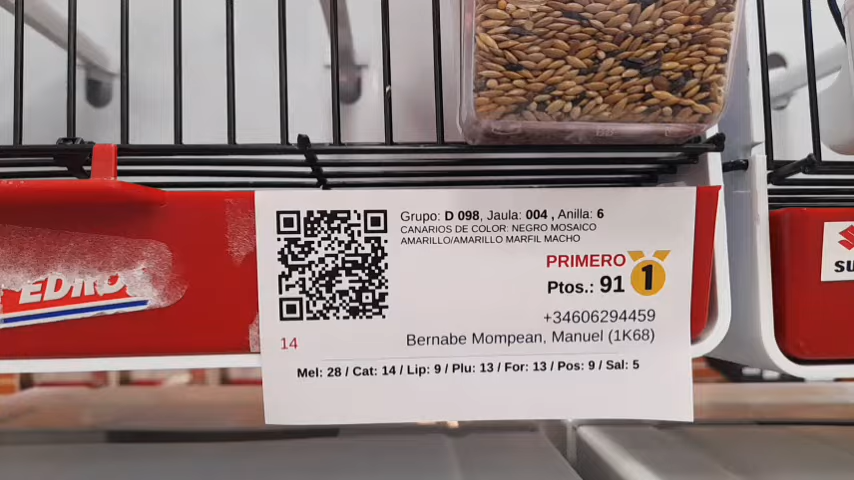 Grupo: D 098, Jaula: 004 , Anilla: 6
CANARIOS DE COLOR: NEGRO MOSAICO
AMARILLO/AMARILLO MARFIL MACHO
PRIMERO 1
Ptos.: 91
+34606294459
14
Bernabe Mompean, Manuel (1K68)
Mel: 28 / Cat: 14 / Lip: 9 / Plu: 13 / For: 13 / Pos: 9 / Sal: 5
SU